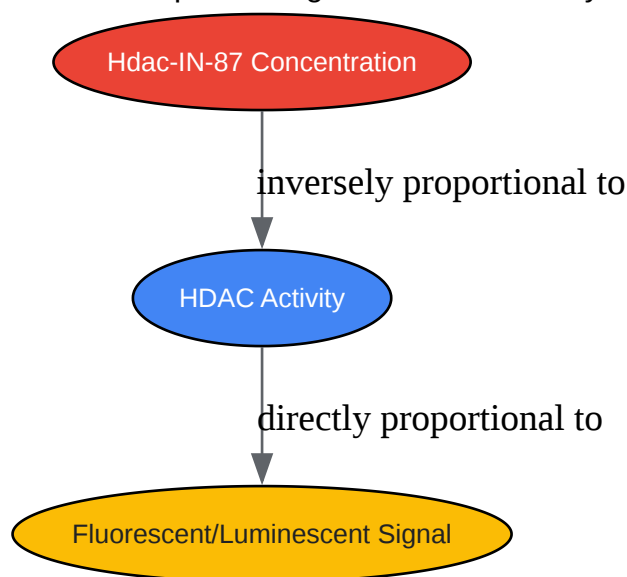 Hdac-IN-87 Concentration
inversely proportional to
HDAC Activity
directly proportional to
Fluorescent/Luminescent Signal